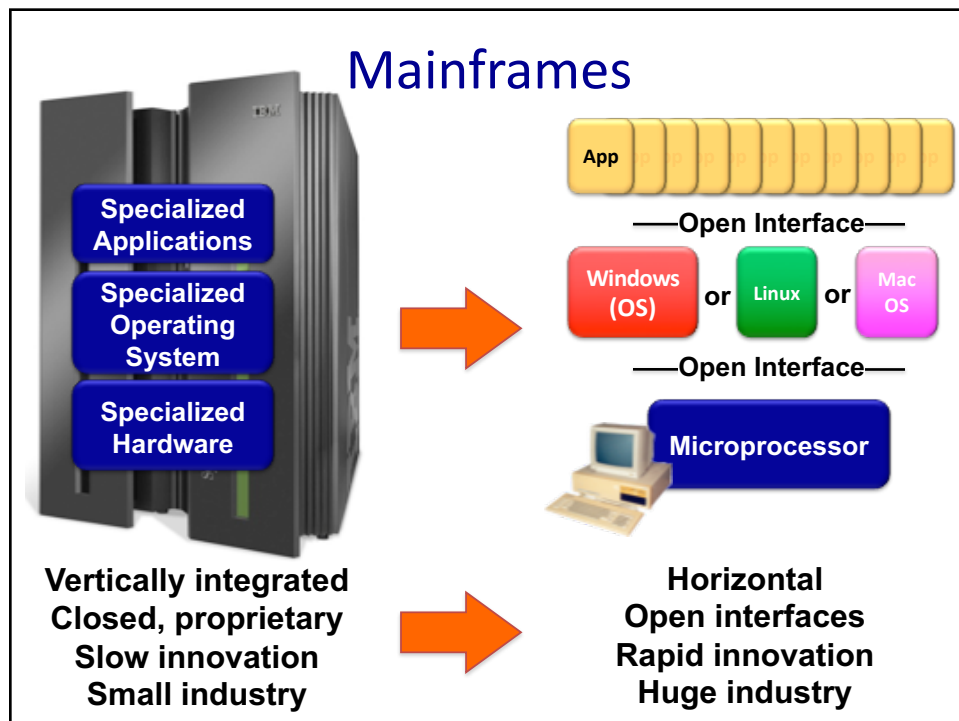 Mainframes
IBM
Specialized
Applications
Specialized
Operating
System
Specialized
Hardware
App
Open Interface
Windows
(OS)
or
Linux
or
Mac
OS
Open Interface
Microprocessor
Vertically integrated
Closed, proprietary
Slow innovation
Small industry
Horizontal
Open interfaces
Rapid innovation
Huge industry